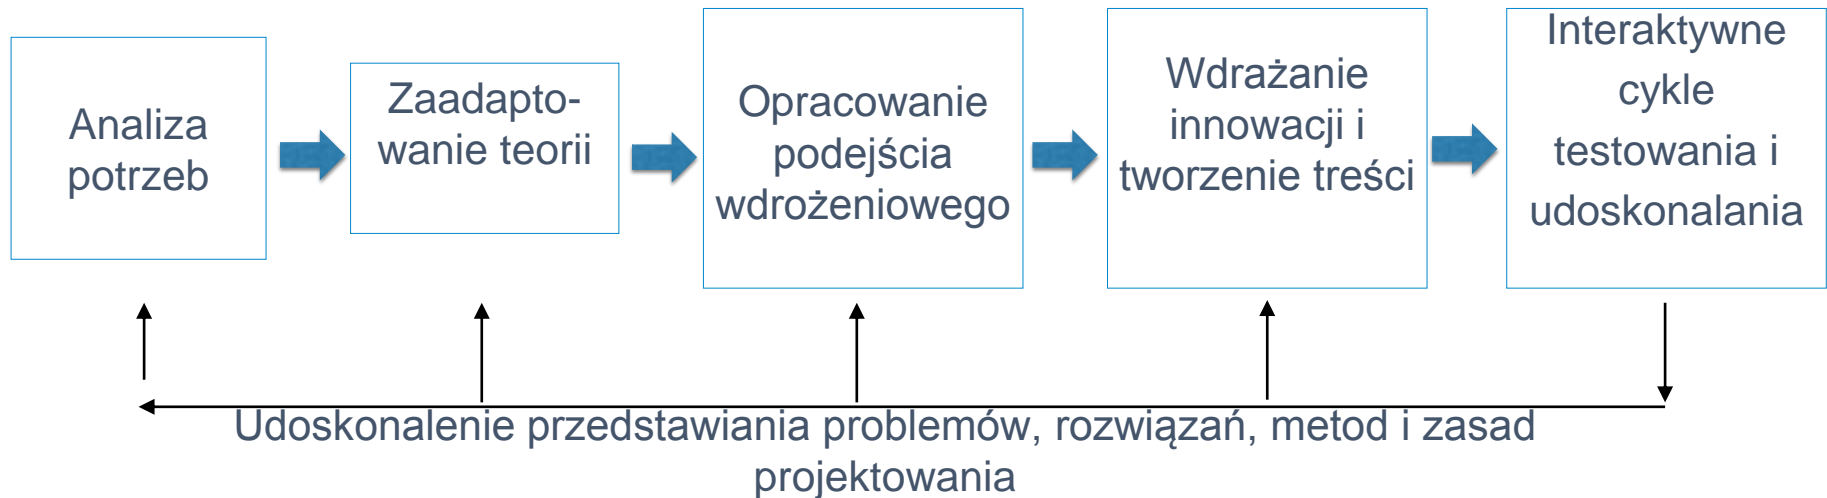 Analiza
potrzeb
Zaadapto-
wanie teorii
Opracowanie
podejścia
wdrożeniowego
Wdrażanie
innowacji i
tworzenie treści
Interaktywne
cykle
testowania i
udoskonalania
Udoskonalenie przedstawiania problemów, rozwiązań, metod i zasad
projektowania